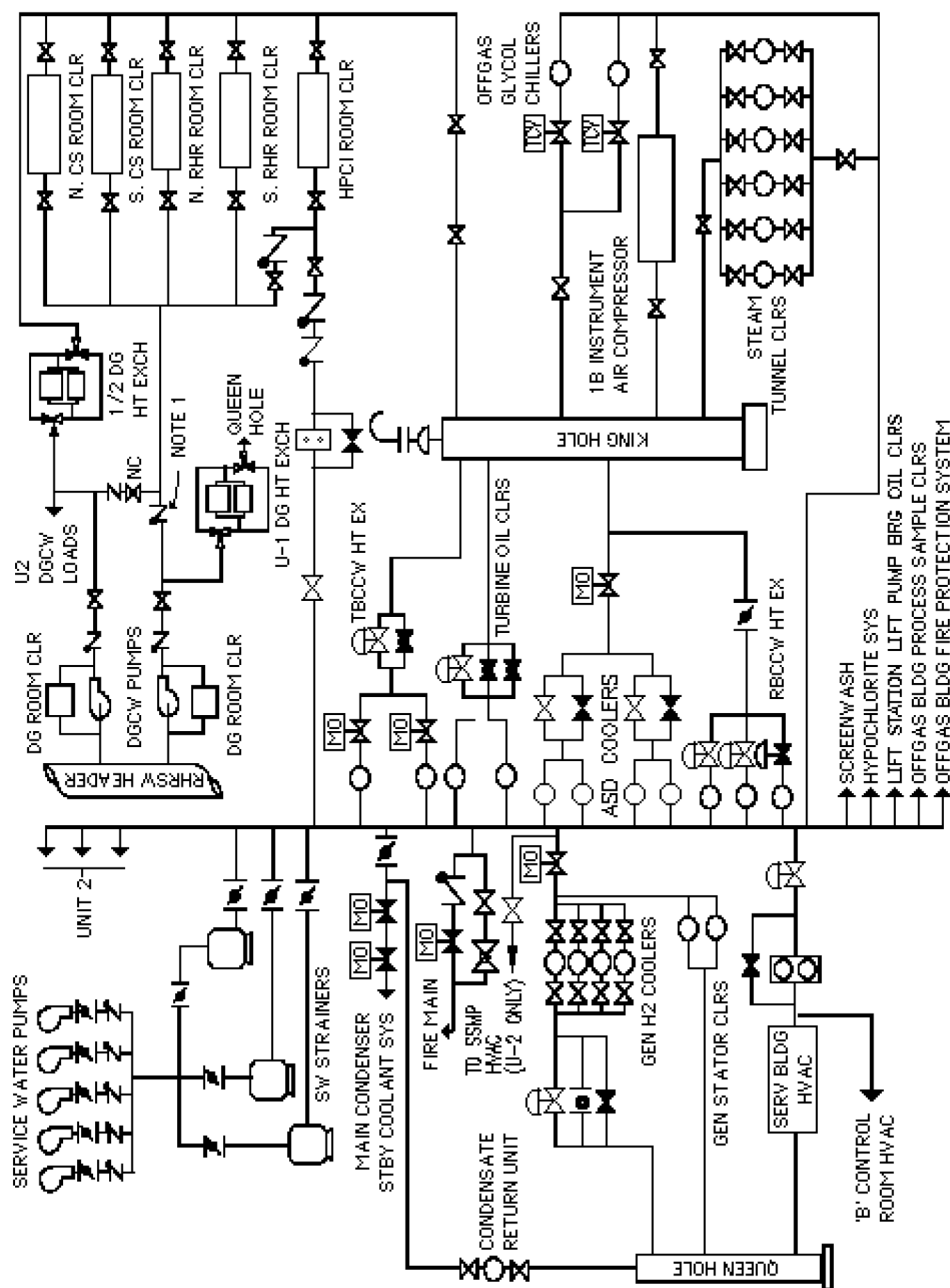 SERVICE WATER PUMPS
UNIT 2
SW STRAINERS
MAIN CONDENSER
STBY COOLANT SYS
FIRE MAIN
TO SSMP
HVAC
(U-2 ONLY)
CONDENSATE
RETURN UNIT
GEN H2 COOLERS
GEN STATOR CLRS
SERV BLDG
HVAC
'B' CONTROL
ROOM HVAC
QUEEN HOLE
MO
MO
MO
MO
RHRSW HEADER
DG ROOM CLR
DGCW PUMPS
DG ROOM CLR
U2
DGCW
LOADS
NC
NOTE 1
1/2 DG
HT EXCH
QUEEN
HOLE
U-1 DG HT EXCH
N. CS ROOM CLR
S. CS ROOM CLR
N. RHR ROOM CLR
S. RHR ROOM CLR
HPCI ROOM CLR
MO
MO
TBCCW HT EX
TURBINE OIL CLRS
MO
ASD COOLERS
RBCCW HT EX
KING HOLE
OFFGAS
GLYCOL
CHILLERS
TCV
TCV
1B INSTRUMENT
AIR COMPRESSOR
STEAM
TUNNEL CLRS
SCREENWASH
HYPOCHLORITE SYS
LIFT STATION LIFT PUMP BRG OIL CLRS
OFFGAS BLDG PROCESS SAMPLE CLRS
OFFGAS BLDG FIRE PROTECTION SYSTEM